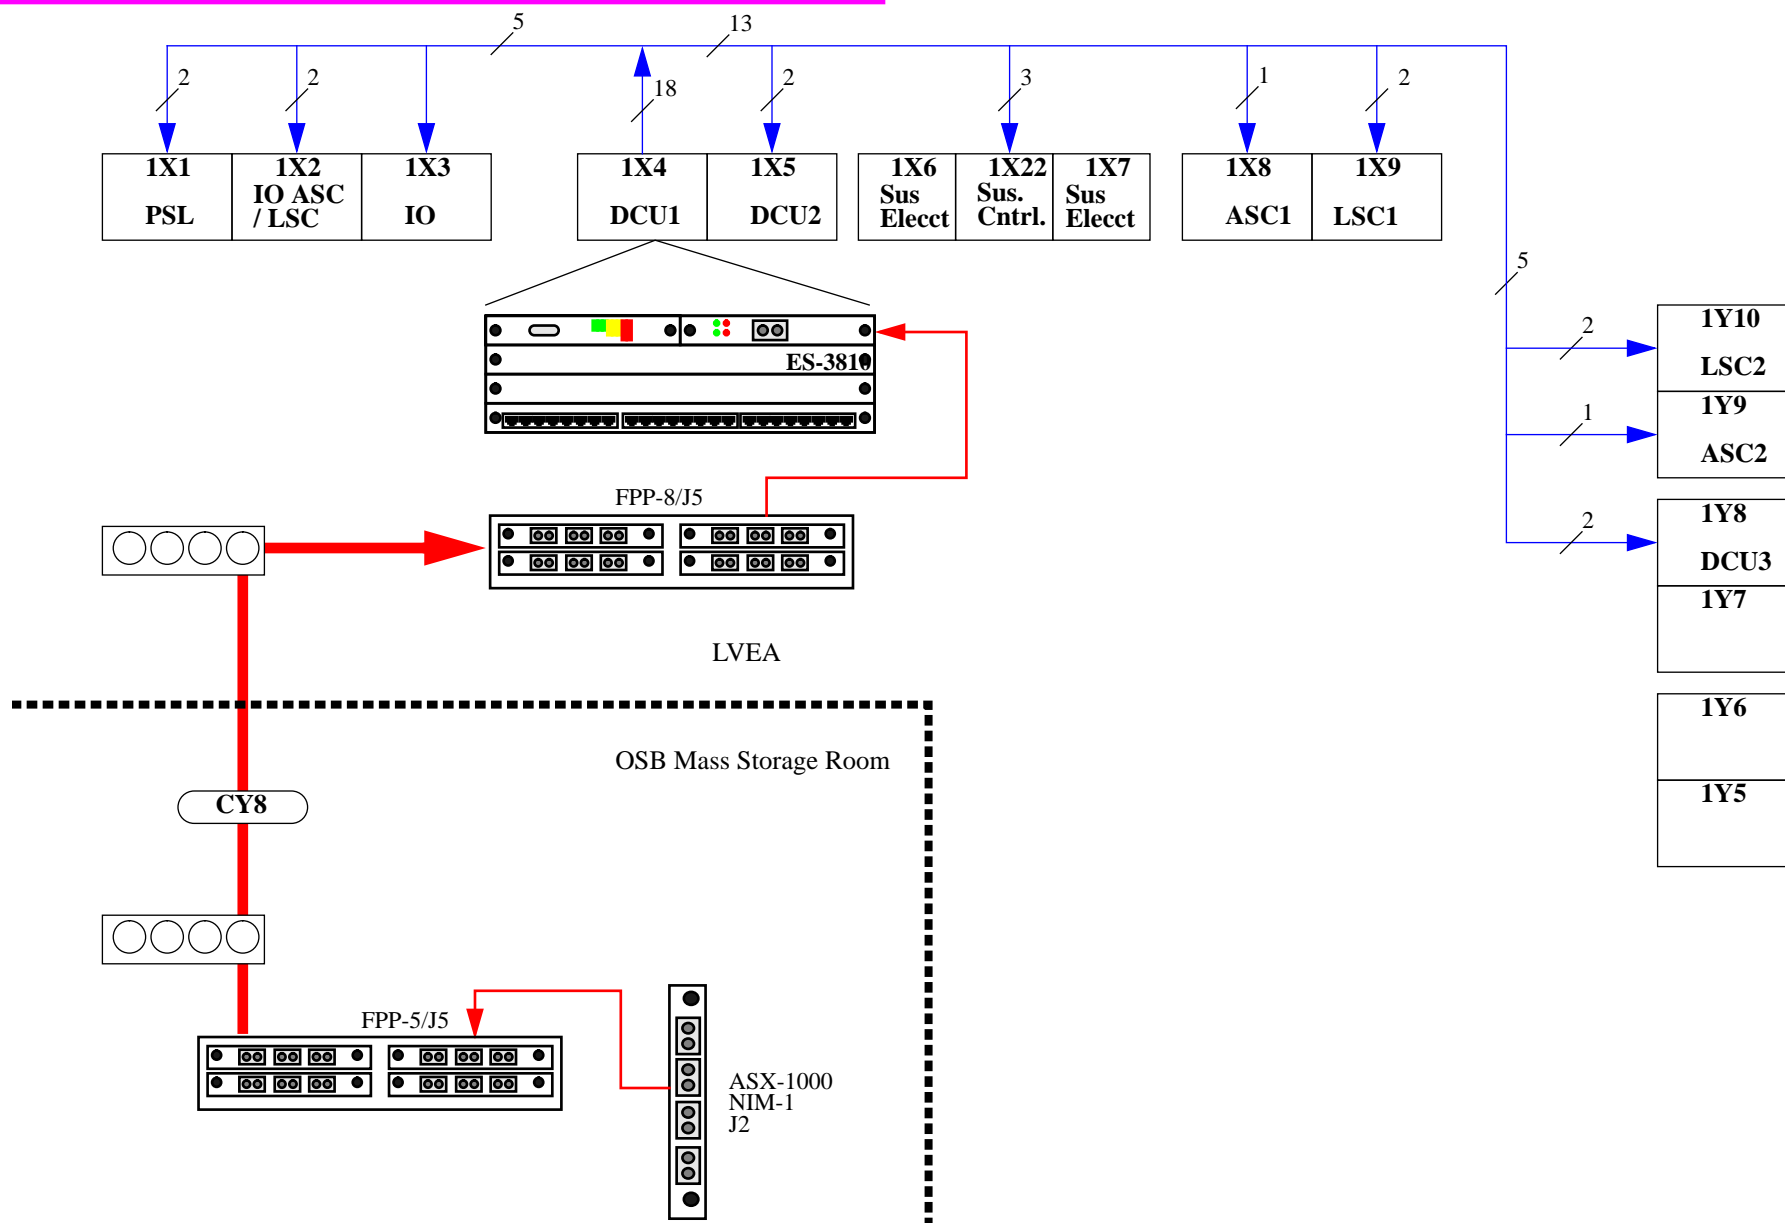 5
13
2
2
18
2
3
1
2
1X1
PSL
1X2
IO ASC
/ LSC
1X3
IO
1X4
DCU1
1X5
DCU2
1X6
Sus
Elecct
1X22
Sus.
Cntrl.
1X7
Sus
Elecct
1X8
ASC1
1X9
LSC1
5
2
1
2
1Y10
LSC2
1Y9
ASC2
1Y8
DCU3
1Y7
1Y6
1Y5
ES-3810
FPP-8/J5
LVEA
OSB Mass Storage Room
CY8
FPP-5/J5
ASX-1000
NIM-1
J2